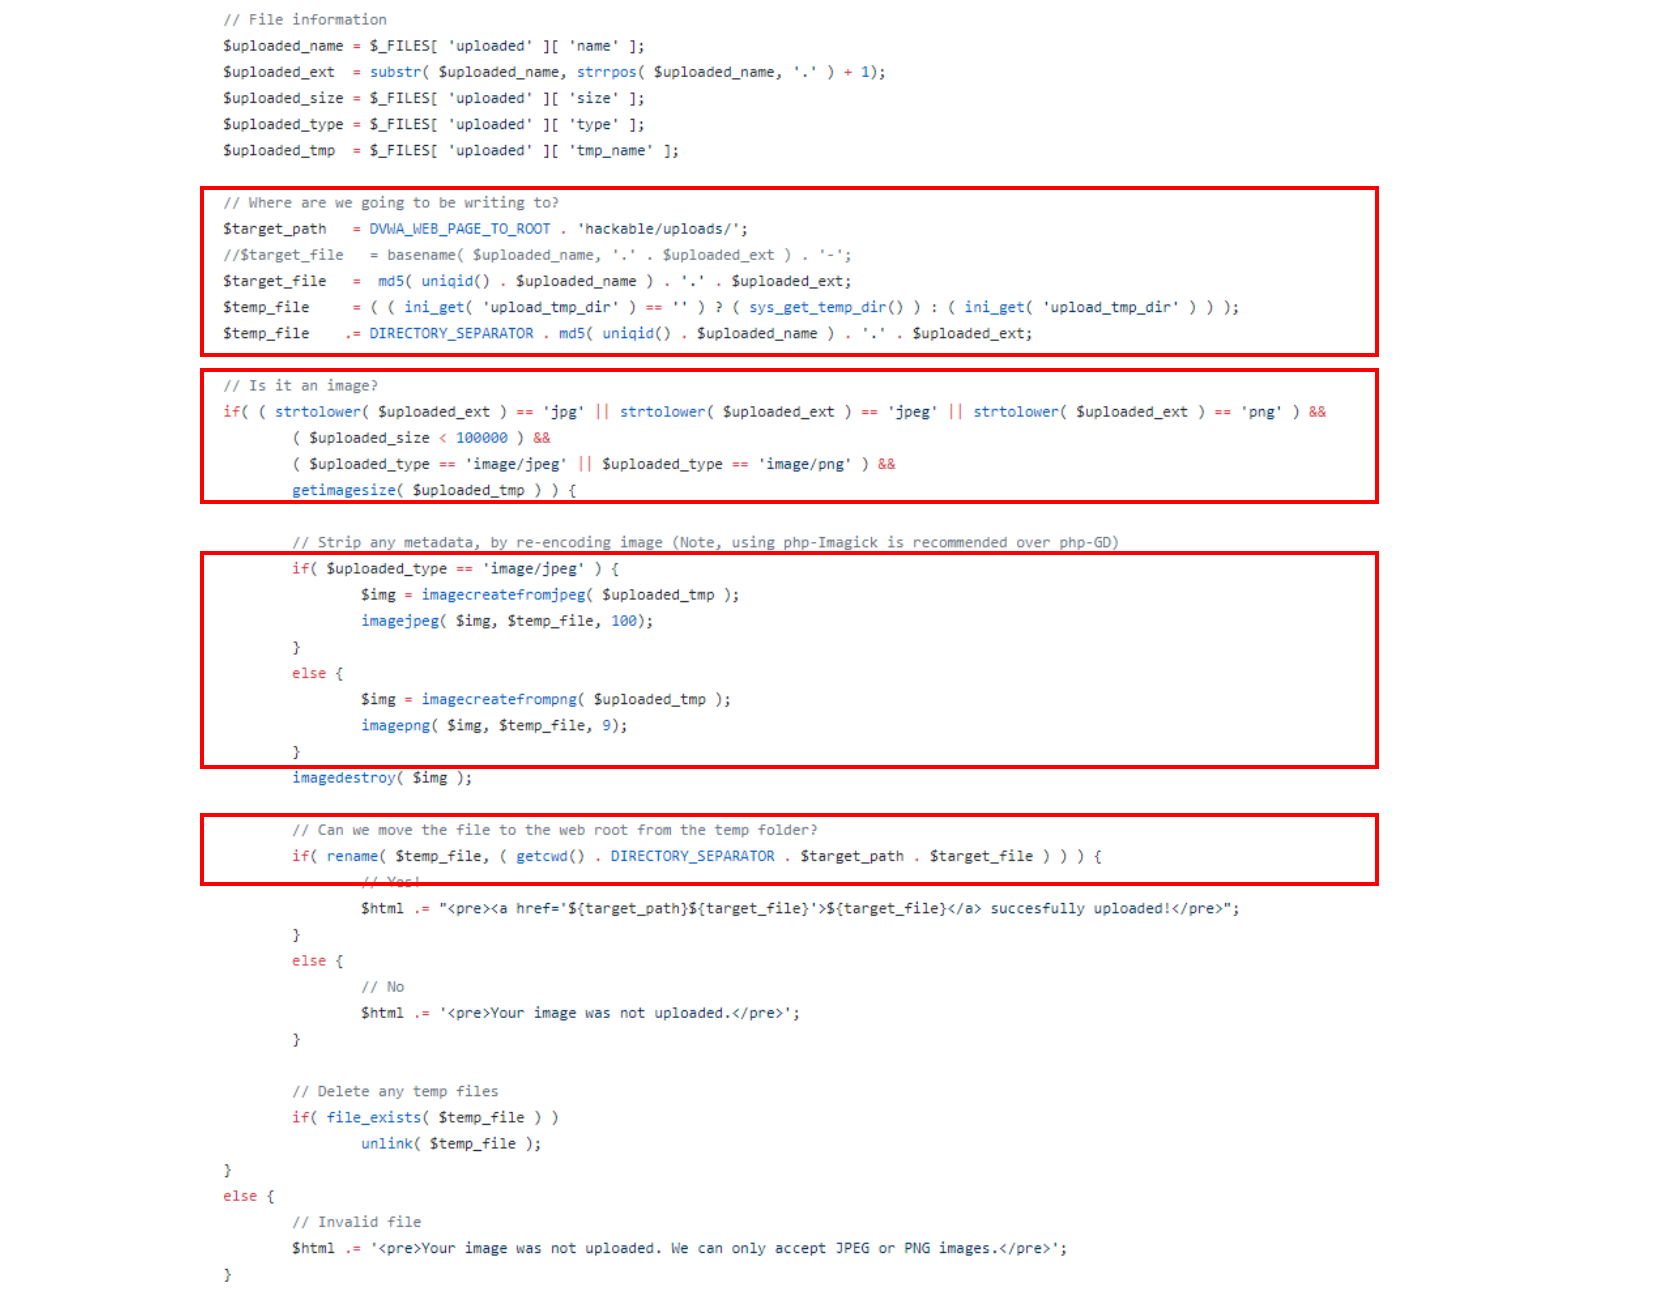 // File information
$uploaded_name = $_FILES[ 'uploaded' ][ 'name' ];
$uploaded_ext  = substr( $uploaded_name, strrpos( $uploaded_name, '.' ) + 1);
$uploaded_size = $_FILES[ 'uploaded' ][ 'size' ];
$uploaded_type = $_FILES[ 'uploaded' ][ 'type' ];
$uploaded_tmp  = $_FILES[ 'uploaded' ][ 'tmp_name' ];
// Where are we going to be writing to?
$target_path   = DVWA_WEB_PAGE_TO_ROOT . 'hackable/uploads/';
//$target_file   = basename( $uploaded_name, '.' . $uploaded_ext ) . '-';
$target_file   =  md5( uniqid() . $uploaded_name ) . '.' . $uploaded_ext;
$temp_file     = ( ( ini_get( 'upload_tmp_dir' ) == '' ) ? ( sys_get_temp_dir() ) : ( ini_get( 'upload_tmp_dir' ) ) );
$temp_file    .= DIRECTORY_SEPARATOR . md5( uniqid() . $uploaded_name ) . '.' . $uploaded_ext;
// Is it an image?
if( ( strtolower( $uploaded_ext ) == 'jpg' || strtolower( $uploaded_ext ) == 'jpeg' || strtolower( $uploaded_ext ) == 'png' ) &&
( $uploaded_size < 100000 ) &&
( $uploaded_type == 'image/jpeg' || $uploaded_type == 'image/png' ) &&
getimagesize( $uploaded_tmp ) ) {
// Strip any metadata, by re-encoding image (Note, using php-Imagick is recommended over php-GD)
if( $uploaded_type == 'image/jpeg' ) {
$img = imagecreatefromjpeg( $uploaded_tmp );
imagejpeg( $img, $temp_file, 100);
}
else {
$img = imagecreatefrompng( $uploaded_tmp );
imagepng( $img, $temp_file, 9);
}
imagedestroy( $img );
// Can we move the file to the web root from the temp folder?
if( rename( $temp_file, ( getcwd() . DIRECTORY_SEPARATOR . $target_path . $target_file ) ) ) {
// Yes!
$html .= "<pre><a href='${target_path}${target_file}'>${target_file}</a> succesfully uploaded!</pre>";
}
else {
// No
$html .= '<pre>Your image was not uploaded.</pre>';
}
// Delete any temp files
if( file_exists( $temp_file ) )
unlink( $temp_file );
}
else {
// Invalid file
$html .= '<pre>Your image was not uploaded. We can only accept JPEG or PNG images.</pre>';
}